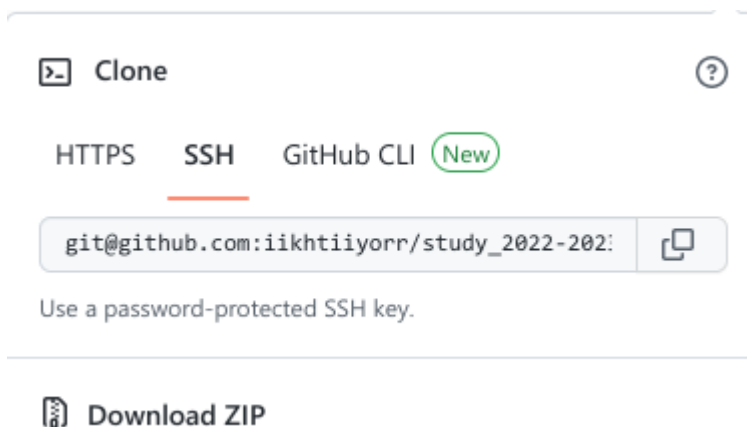 Clone
HTTPS SSH GitHub CLI New
git@github.com:iikhtiiyorr/study_2022-202
Use a password-protected SSH key.
Download ZIP